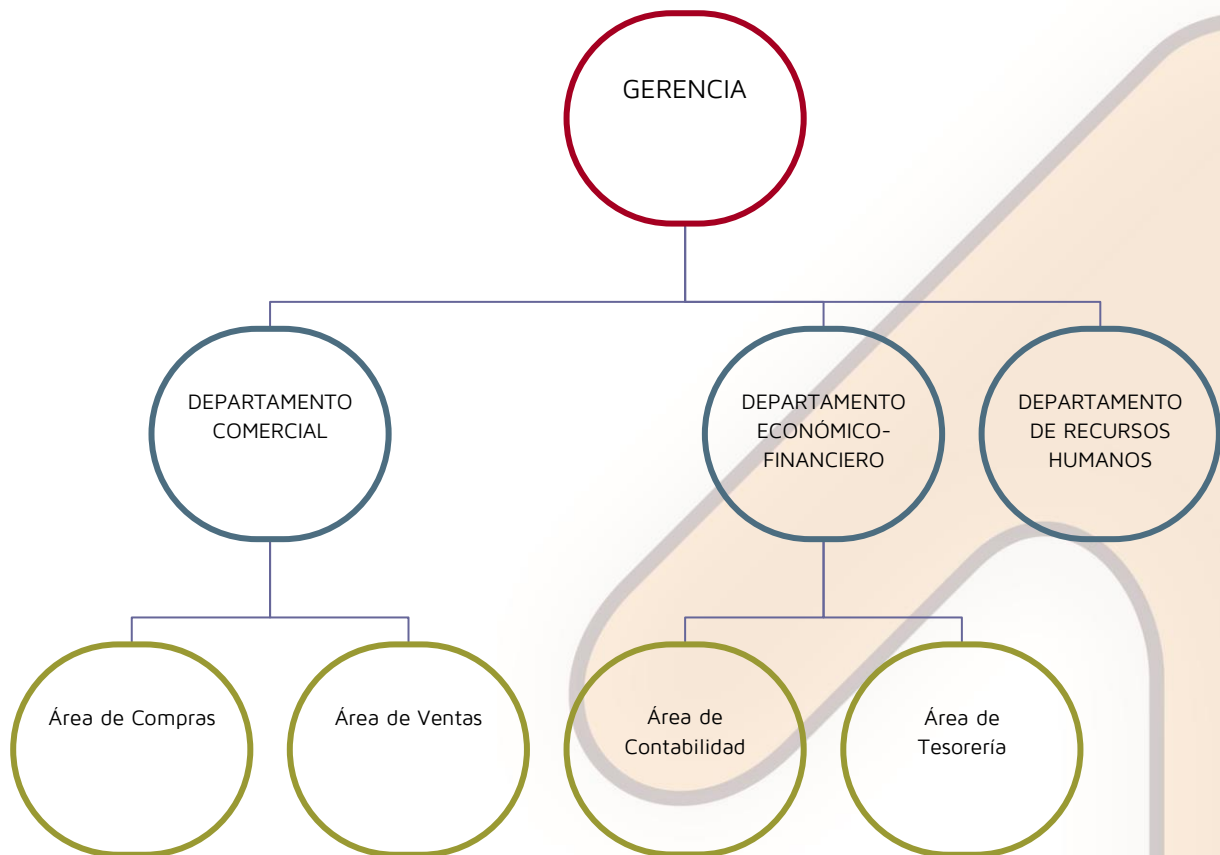 GERENCIA
DEPARTAMENTO
COMERCIAL
DEPARTAMENTO
ECONÓMICO-
FINANCIERO
DEPARTAMENTO
DE RECURSOS
HUMANOS
Área de Compras
Área de Ventas
Área de
Contabilidad
Área de
Tesorería